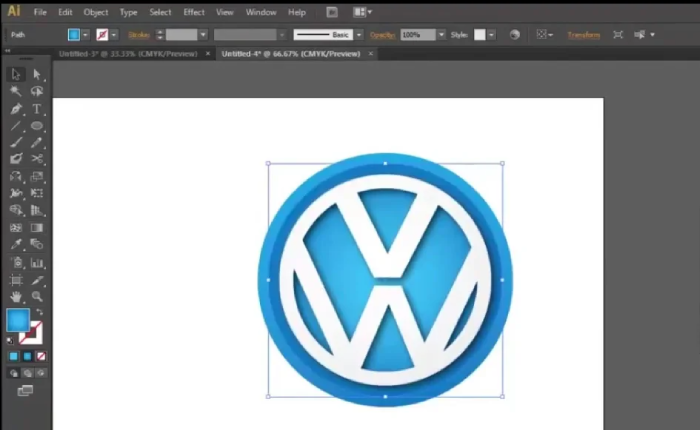 Ai File Edit Object Type Select Effect View Window Help Br
Path Stroke: Basic Opacity: 100% Style: Transform
Untitled-3* @ 33.33% (CMYK/Preview) × Untitled-4* @ 66.67% (CMYK/Preview) ×